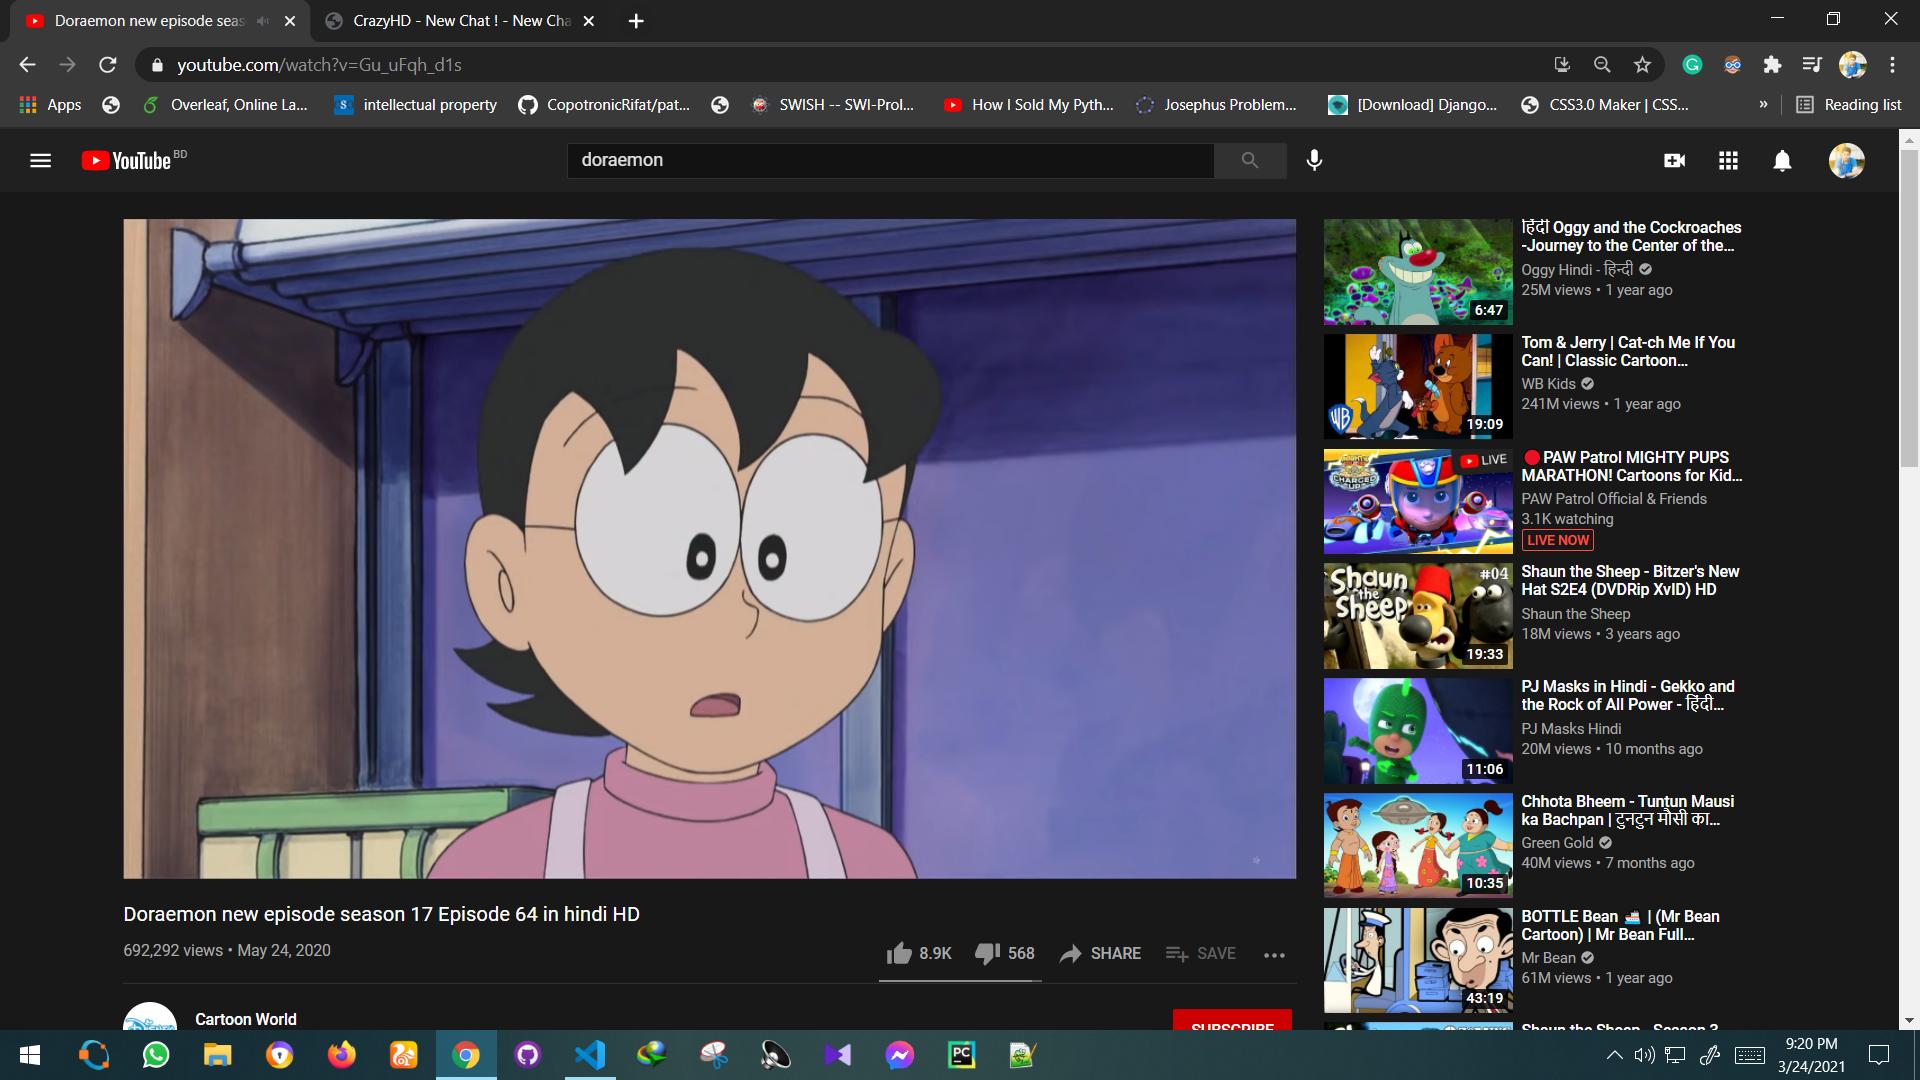 Doraemon new episode seas
CrazyHD - New Chat ! - New Cha
youtube.com/watch?v=Gu_uFqh_d1s
Apps
Overleaf, Online La...
intellectual property
CopotronicRifat/pat...
SWISH -- SWI-Prol...
How I Sold My Pyth...
Josephus Problem...
[Download] Django...
CSS3.0 Maker | CSS...
»
Reading list
YouTube BD
doraemon
Doraemon new episode season 17 Episode 64 in hindi HD
692,292 views • May 24, 2020
8.9K
568
SHARE
SAVE
Cartoon World
SUBSCRIBE
6:47
हिंदी Oggy and the Cockroaches
-Journey to the Center of the...
Oggy Hindi - हिन्दी
25M views • 1 year ago
WB
19:09
Tom & Jerry | Cat-ch Me If You
Can! | Classic Cartoon...
WB Kids
241M views • 1 year ago
CHARGED UP
LIVE
PAW Patrol MIGHTY PUPS
MARATHON! Cartoons for Kid...
PAW Patrol Official & Friends
3.1K watching
LIVE NOW
Shaun the Sheep
#04
19:33
Shaun the Sheep - Bitzer's New
Hat S2E4 (DVDRip XvID) HD
Shaun the Sheep
18M views • 3 years ago
11:06
PJ Masks in Hindi - Gekko and
the Rock of All Power - हिंदी...
PJ Masks Hindi
20M views • 10 months ago
10:35
Chhota Bheem - Tuntun Mausi
ka Bachpan | टुनटुन मौसी का...
Green Gold
40M views • 7 months ago
43:19
BOTTLE Bean 🚢 | (Mr Bean
Cartoon) | Mr Bean Full...
Mr Bean
61M views • 1 year ago
Shaun the Sheep - Season 3
PC
9:20 PM
3/24/2021